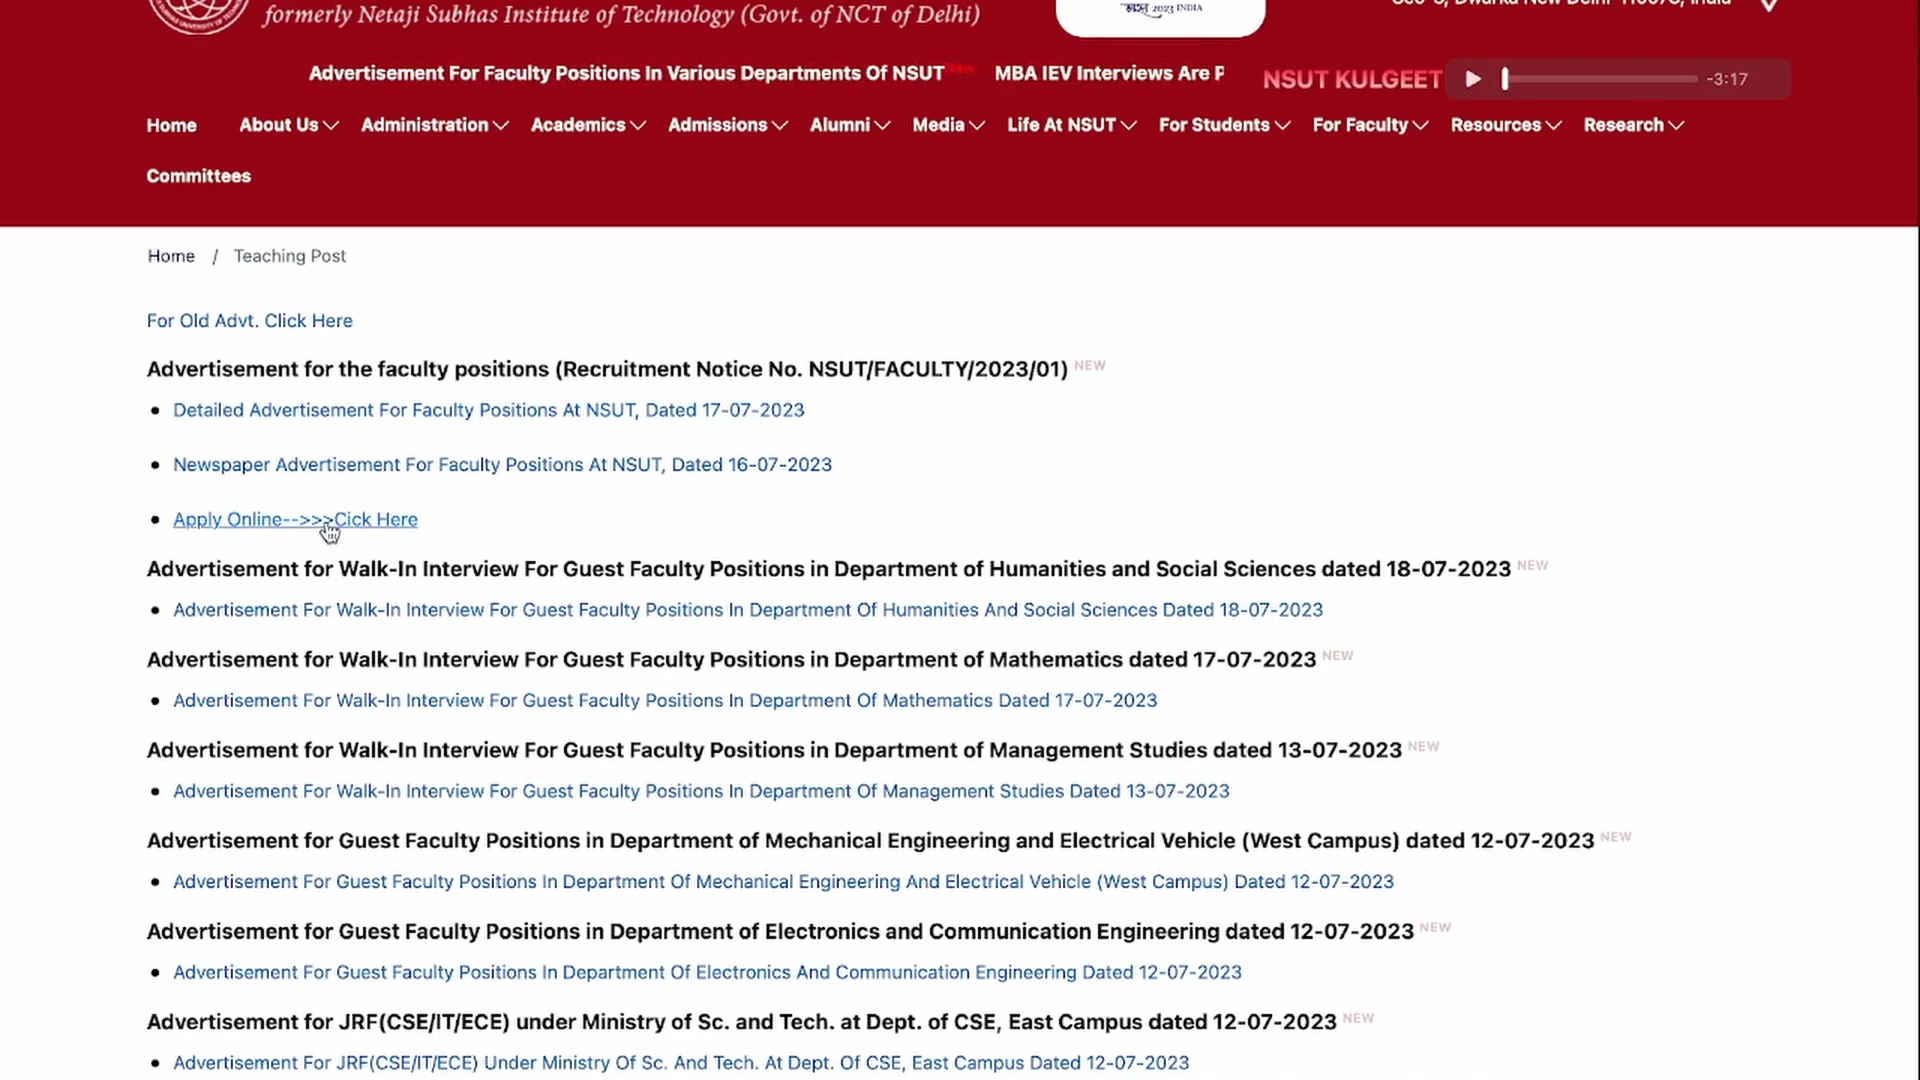 formerly Netaji Subhas Institute of Technology (Govt. of NCT of Delhi)
2023 INDIA
Advertisement For Faculty Positions In Various Departments Of NSUT New MBA IEV Interviews Are
NSUT KULGEET
-3:17
Home About Us Administration Academics Admissions Alumni Media Life At NSUT For Students For Faculty Resources Research
Committees
Home / Teaching Post
For Old Advt. Click Here
Advertisement for the faculty positions (Recruitment Notice No. NSUT/FACULTY/2023/01) NEW
Detailed Advertisement For Faculty Positions At NSUT, Dated 17-07-2023
Newspaper Advertisement For Faculty Positions At NSUT, Dated 16-07-2023
Apply Online-->>>Cick Here
Advertisement for Walk-In Interview For Guest Faculty Positions in Department of Humanities and Social Sciences dated 18-07-2023 NEW
Advertisement For Walk-In Interview For Guest Faculty Positions In Department Of Humanities And Social Sciences Dated 18-07-2023
Advertisement for Walk-In Interview For Guest Faculty Positions in Department of Mathematics dated 17-07-2023 NEW
Advertisement For Walk-In Interview For Guest Faculty Positions In Department Of Mathematics Dated 17-07-2023
Advertisement for Walk-In Interview For Guest Faculty Positions in Department of Management Studies dated 13-07-2023 NEW
Advertisement For Walk-In Interview For Guest Faculty Positions In Department Of Management Studies Dated 13-07-2023
Advertisement for Guest Faculty Positions in Department of Mechanical Engineering and Electrical Vehicle (West Campus) dated 12-07-2023 NEW
Advertisement For Guest Faculty Positions In Department Of Mechanical Engineering And Electrical Vehicle (West Campus) Dated 12-07-2023
Advertisement for Guest Faculty Positions in Department of Electronics and Communication Engineering dated 12-07-2023 NEW
Advertisement For Guest Faculty Positions In Department Of Electronics And Communication Engineering Dated 12-07-2023
Advertisement for JRF(CSE/IT/ECE) under Ministry of Sc. and Tech. at Dept. of CSE, East Campus dated 12-07-2023 NEW
Advertisement For JRF(CSE/IT/ECE) Under Ministry Of Sc. And Tech. At Dept. Of CSE, East Campus Dated 12-07-2023